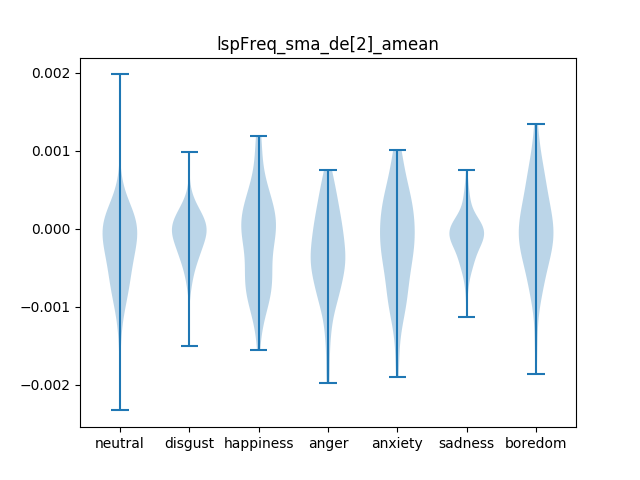 lspFreq_sma_de[2]_amean
0.002
0.001
0.000
−0.001
−0.002
neutral disgust happiness anger anxiety sadness boredom